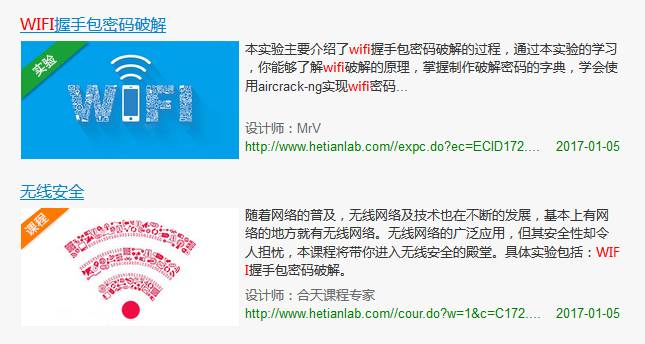 WIFI握手包密码破解
实验
WIFI
本实验主要介绍了wifi握手包密码破解的过程，通过本实验的学习
，你能够了解wifi破解的原理，掌握制作破解密码的字典，学会使
用aircrack-ng实现wifi密码...
设计师：MrV
http://www.hetianlab.com//expc.do?ec=ECID172.... 2017-01-05
无线安全
课程
随着网络的普及，无线网络及技术也在不断的发展，基本上有网
络的地方就有无线网络。无线网络的广泛应用，但其安全性却令
人担忧，本课程将带你进入无线安全的殿堂。具体实验包括：WIF
I握手包密码破解。
设计师：合天课程专家
http://www.hetianlab.com//cour.do?w=1&c=C172.... 2017-01-05